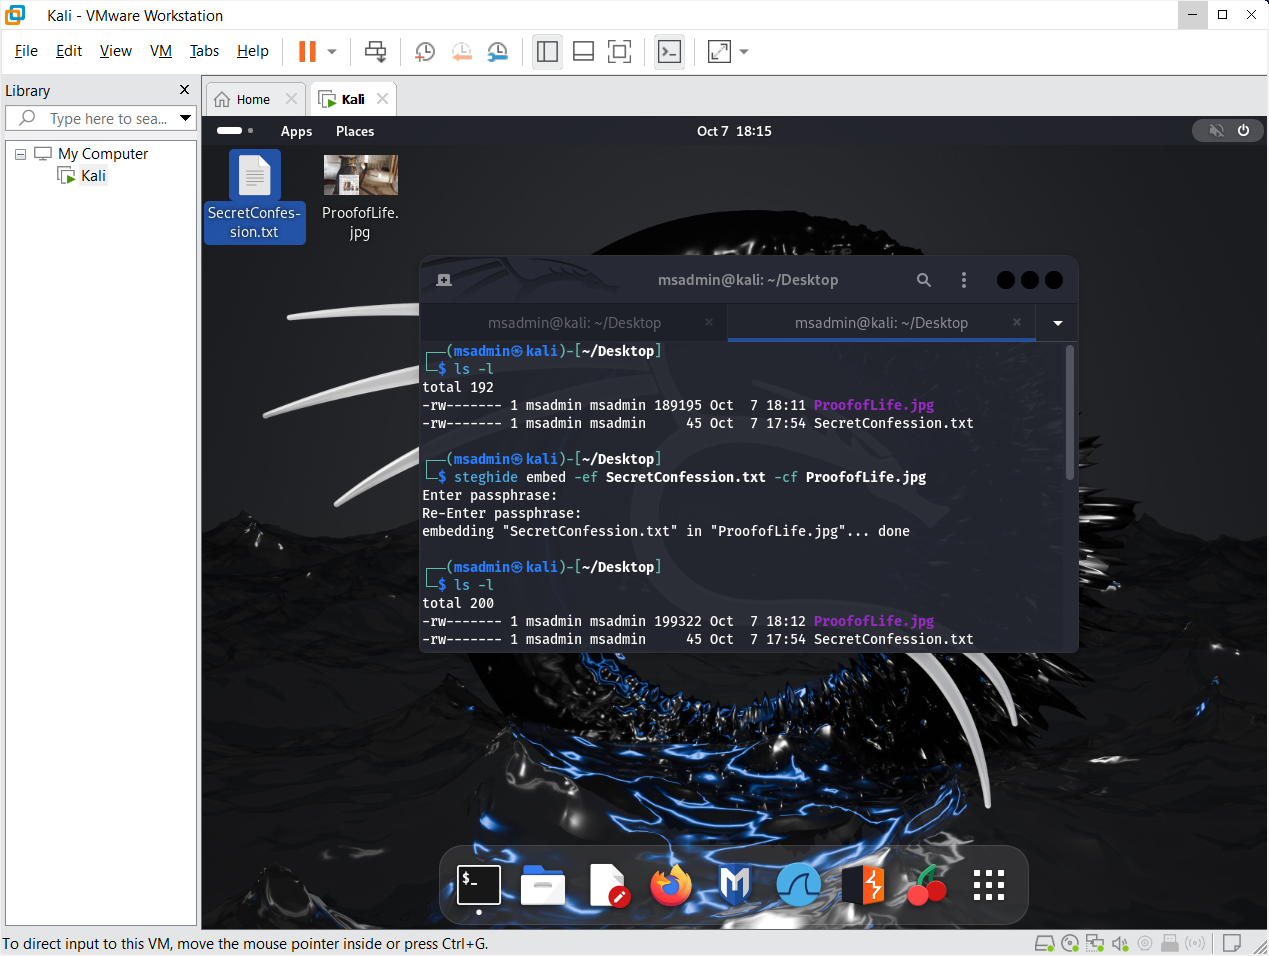 Kali - VMware Workstation
File Edit View VM Tabs Help
Library
Type here to sea...
My Computer
Kali
Home
Kali
Apps Places
Oct 7 18:15
SecretConfes-
sion.txt
ProofofLife.
jpg
msadmin@kali: ~/Desktop
msadmin@kali: ~/Desktop
msadmin@kali: ~/Desktop
┌──(msadmin㉿kali)-[~/Desktop]
└─$ ls -l
total 192
-rw------- 1 msadmin msadmin 189195 Oct  7 18:11 ProofofLife.jpg
-rw------- 1 msadmin msadmin     45 Oct  7 17:54 SecretConfession.txt
┌──(msadmin㉿kali)-[~/Desktop]
└─$ steghide embed -ef SecretConfession.txt -cf ProofofLife.jpg
Enter passphrase:
Re-Enter passphrase:
embedding "SecretConfession.txt" in "ProofofLife.jpg"... done
┌──(msadmin㉿kali)-[~/Desktop]
└─$ ls -l
total 200
-rw------- 1 msadmin msadmin 199322 Oct  7 18:12 ProofofLife.jpg
-rw------- 1 msadmin msadmin     45 Oct  7 17:54 SecretConfession.txt
$_
To direct input to this VM, move the mouse pointer inside or press Ctrl+G.